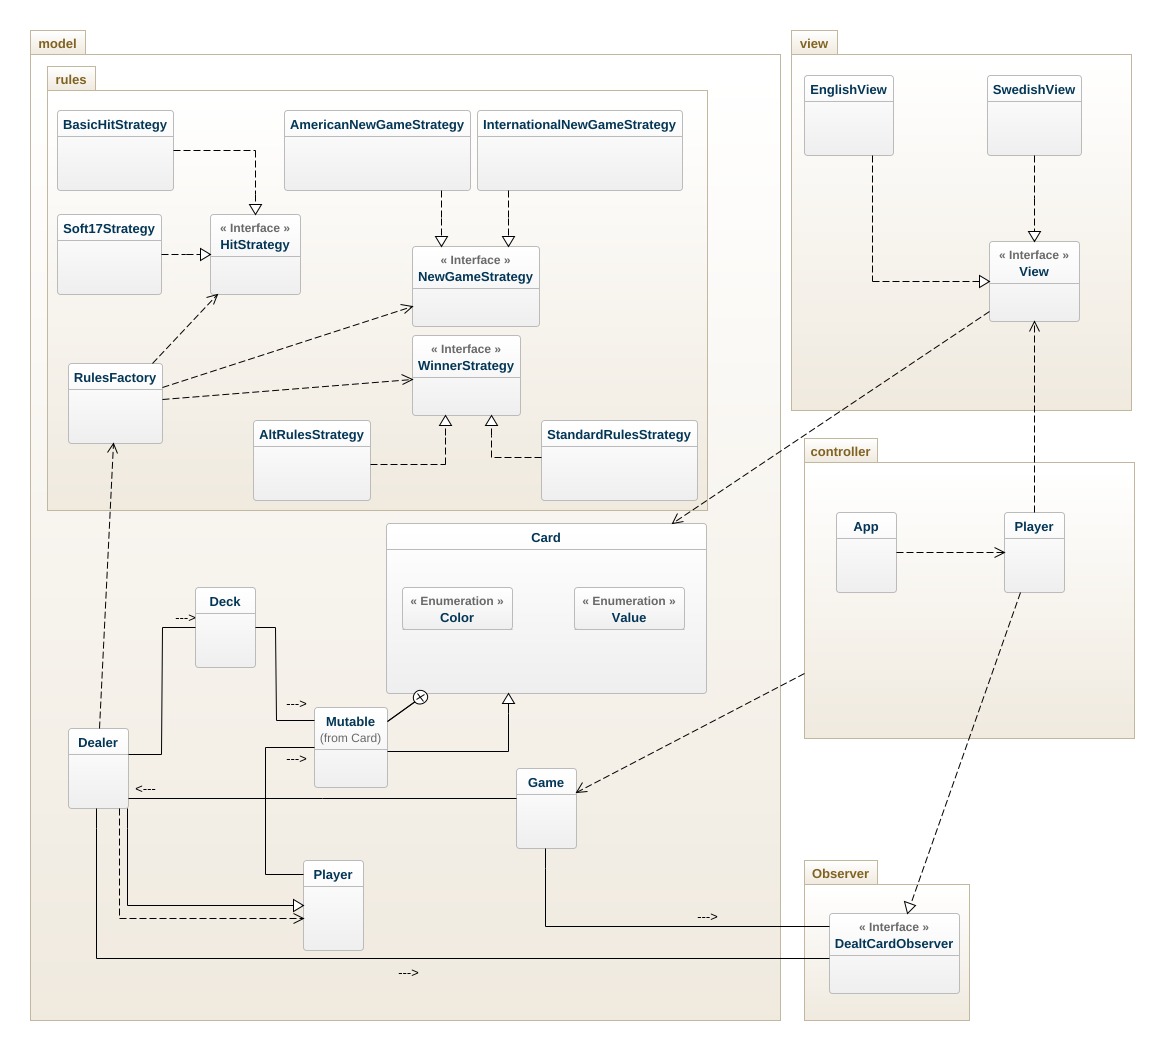 model
view
rules
EnglishView
SwedishView
BasicHitStrategy
AmericanNewGameStrategy
InternationalNewGameStrategy
Soft17Strategy
« Interface »
HitStrategy
« Interface »
NewGameStrategy
« Interface »
View
« Interface »
WinnerStrategy
RulesFactory
AltRulesStrategy
StandardRulesStrategy
controller
App
Player
Card
« Enumeration »
Color
« Enumeration »
Value
Deck
--->
--->
Mutable
(from Card)
--->
Dealer
<---
Game
Player
Observer
--->
« Interface »
DealtCardObserver
--->